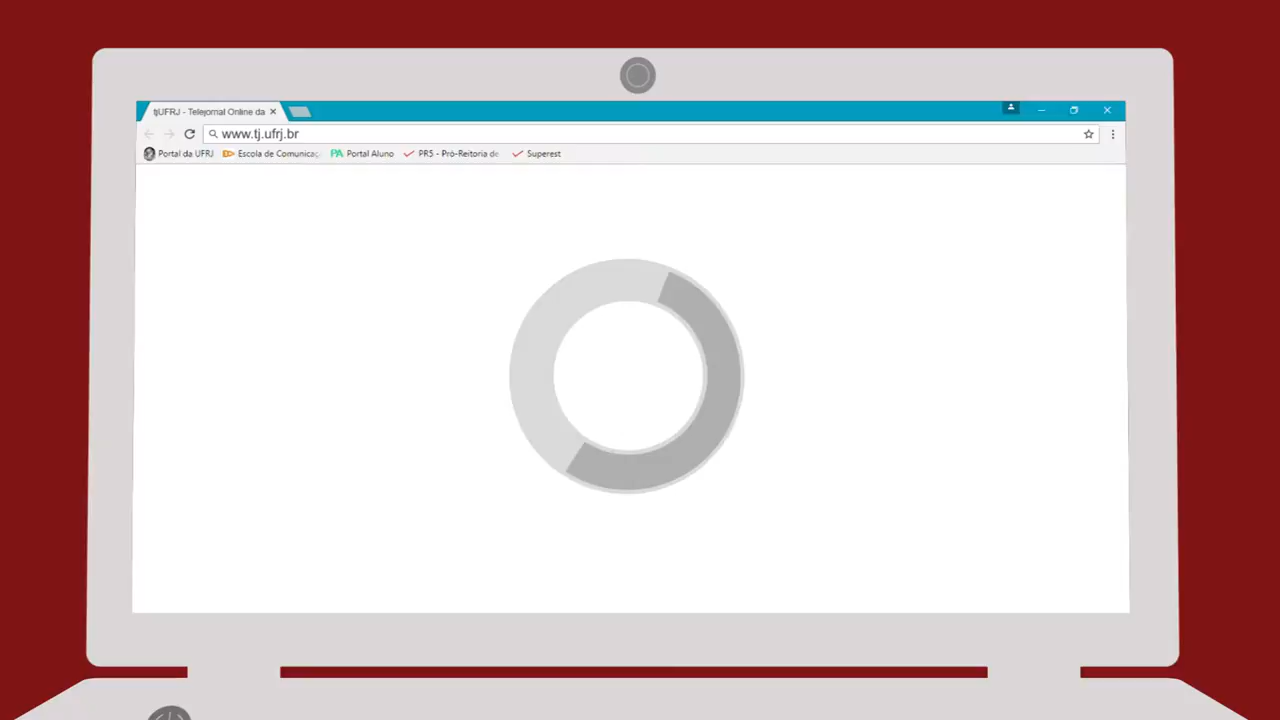 tjUFRJ - Telejornal Online da
www.tj.ufrj.br
Portal da UFRJ Escola de Comunicaç PA Portal Aluno PR5 - Pró-Reitoria de Superest